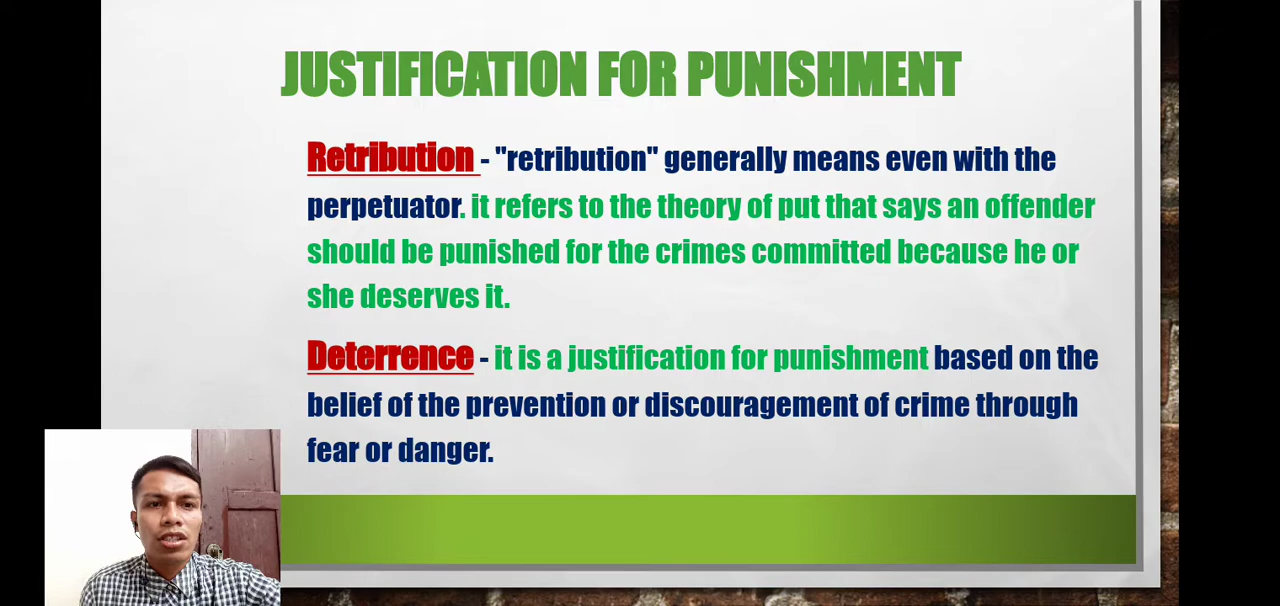 JUSTIFICATION FOR PUNISHMENT
Retribution - "retribution" generally means even with the
perpetuator. it refers to the theory of put that says an offender
should be punished for the crimes committed because he or
she deserves it.
Deterrence - it is a justification for punishment based on the
belief of the prevention or discouragement of crime through
fear or danger.